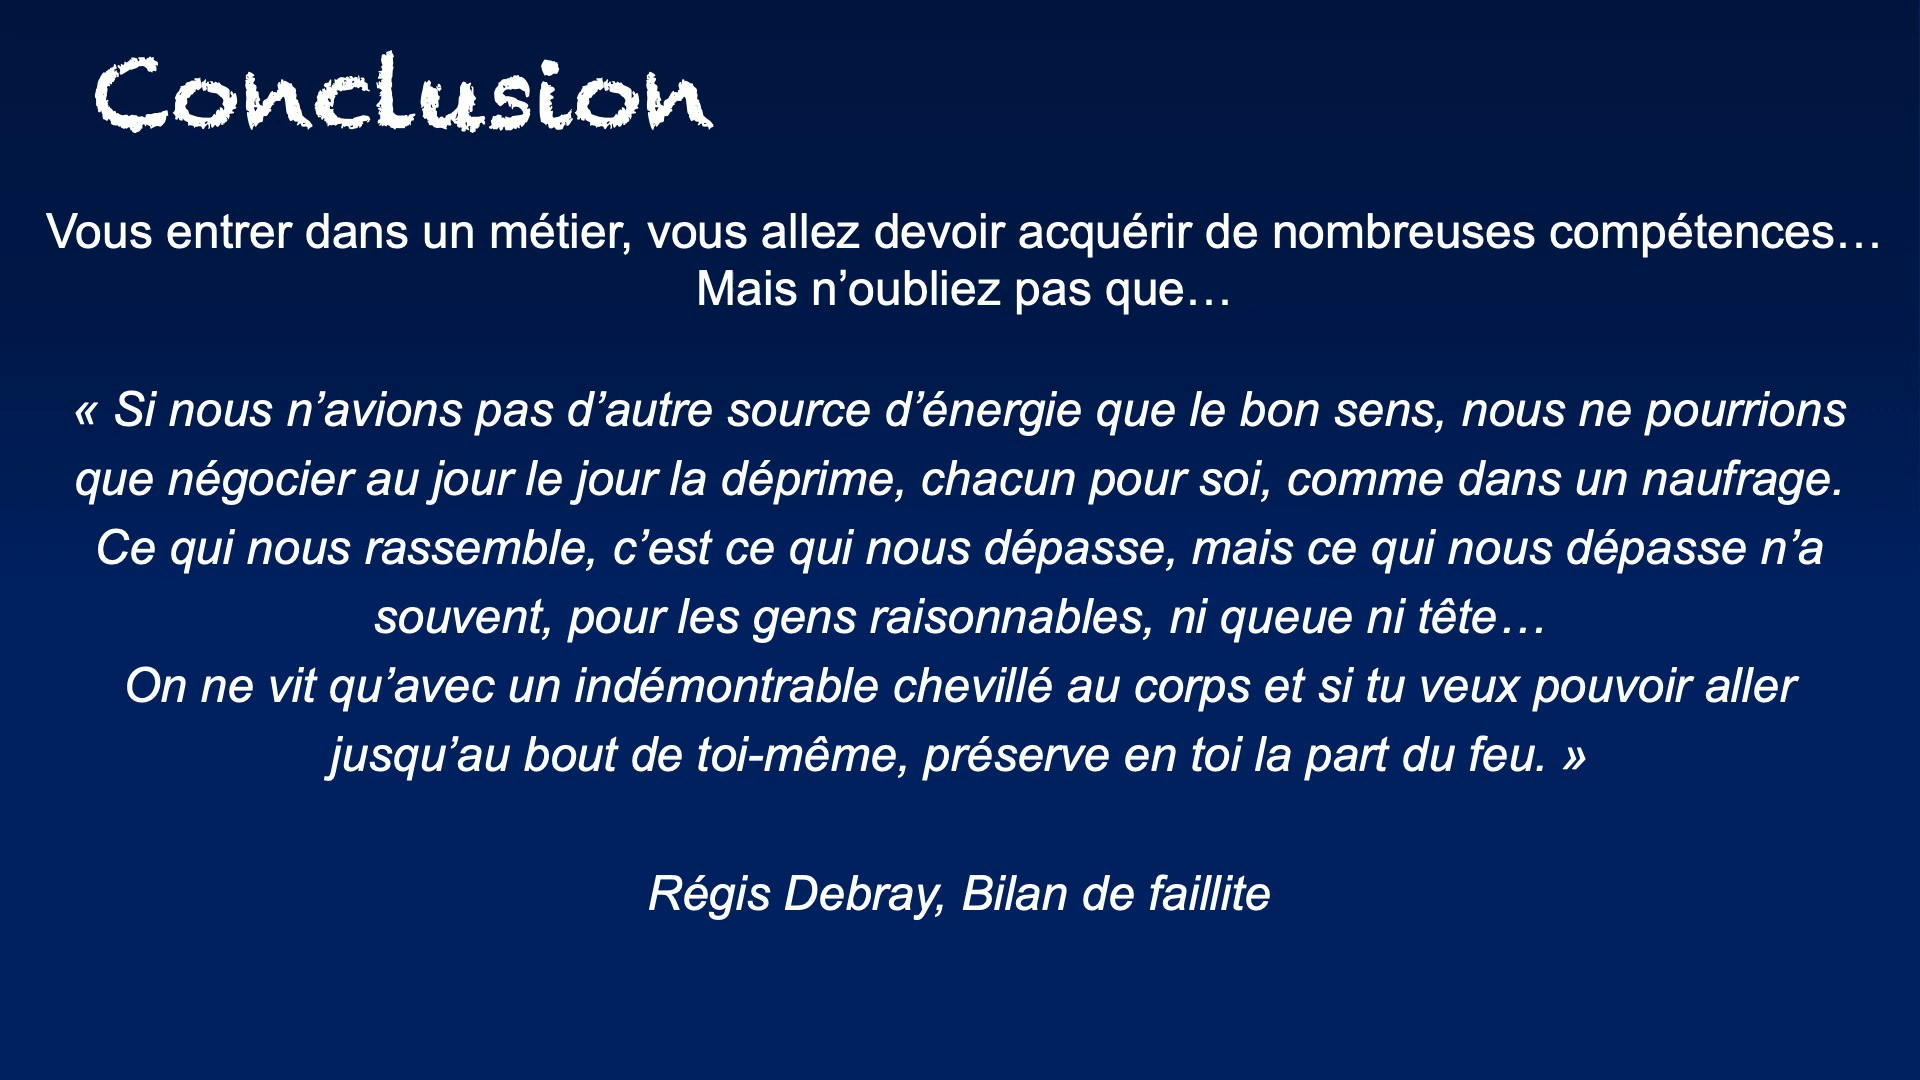 Conclusion
Vous entrer dans un métier, vous allez devoir acquérir de nombreuses compétences…
Mais n’oubliez pas que…
« Si nous n’avions pas d’autre source d’énergie que le bon sens, nous ne pourrions
que négocier au jour le jour la déprime, chacun pour soi, comme dans un naufrage.
Ce qui nous rassemble, c’est ce qui nous dépasse, mais ce qui nous dépasse n’a
souvent, pour les gens raisonnables, ni queue ni tête…
On ne vit qu’avec un indémontrable chevillé au corps et si tu veux pouvoir aller
jusqu’au bout de toi-même, préserve en toi la part du feu. »
Régis Debray, Bilan de faillite